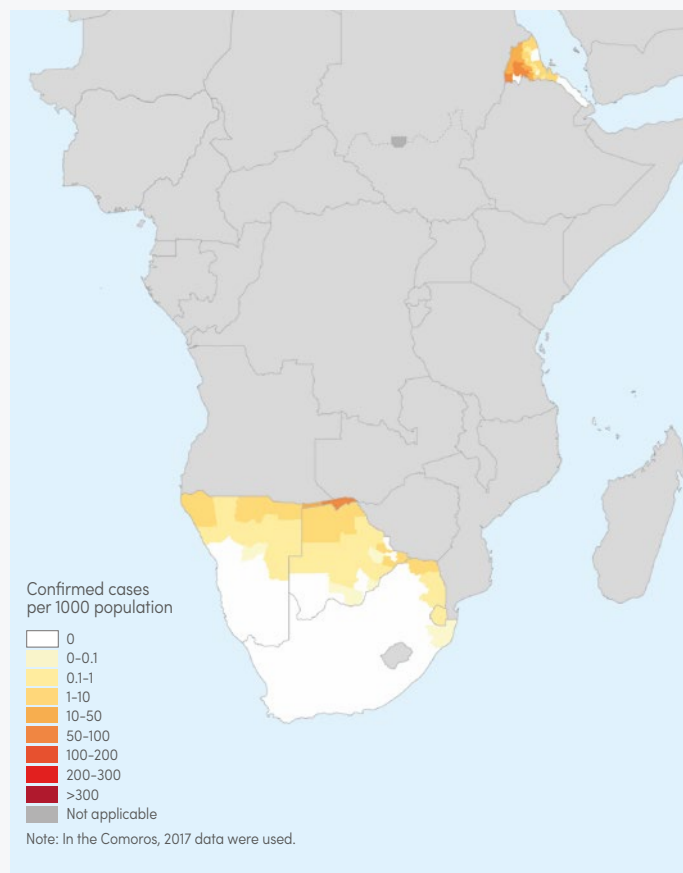 Confirmed cases
per 1000 population
0
0-0.1
0.1-1
1-10
10-50
50-100
100-200
200-300
>300
Not applicable
Note: In the Comoros, 2017 data were used.